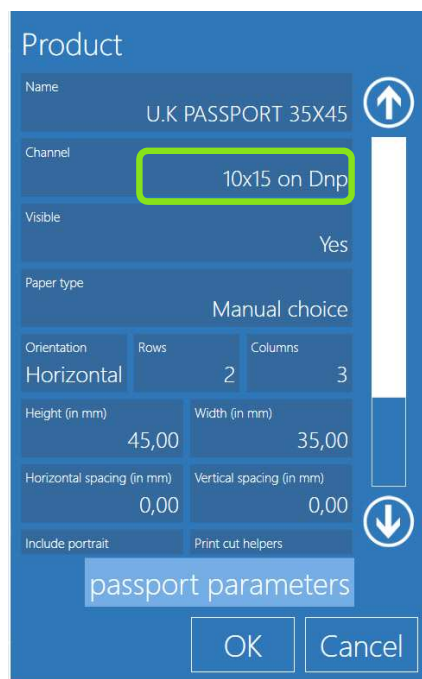 Product
Name
U.K PASSPORT 35X45
Channel
10x15 on Dnp
Visible
Yes
Paper type
Manual choice
Orientation Rows Columns
Horizontal 2 3
Height (in mm) Width (in mm)
45,00 35,00
Horizontal spacing (in mm) Vertical spacing (in mm)
0,00 0,00
Include portrait Print cut helpers
passport parameters
OK Cancel